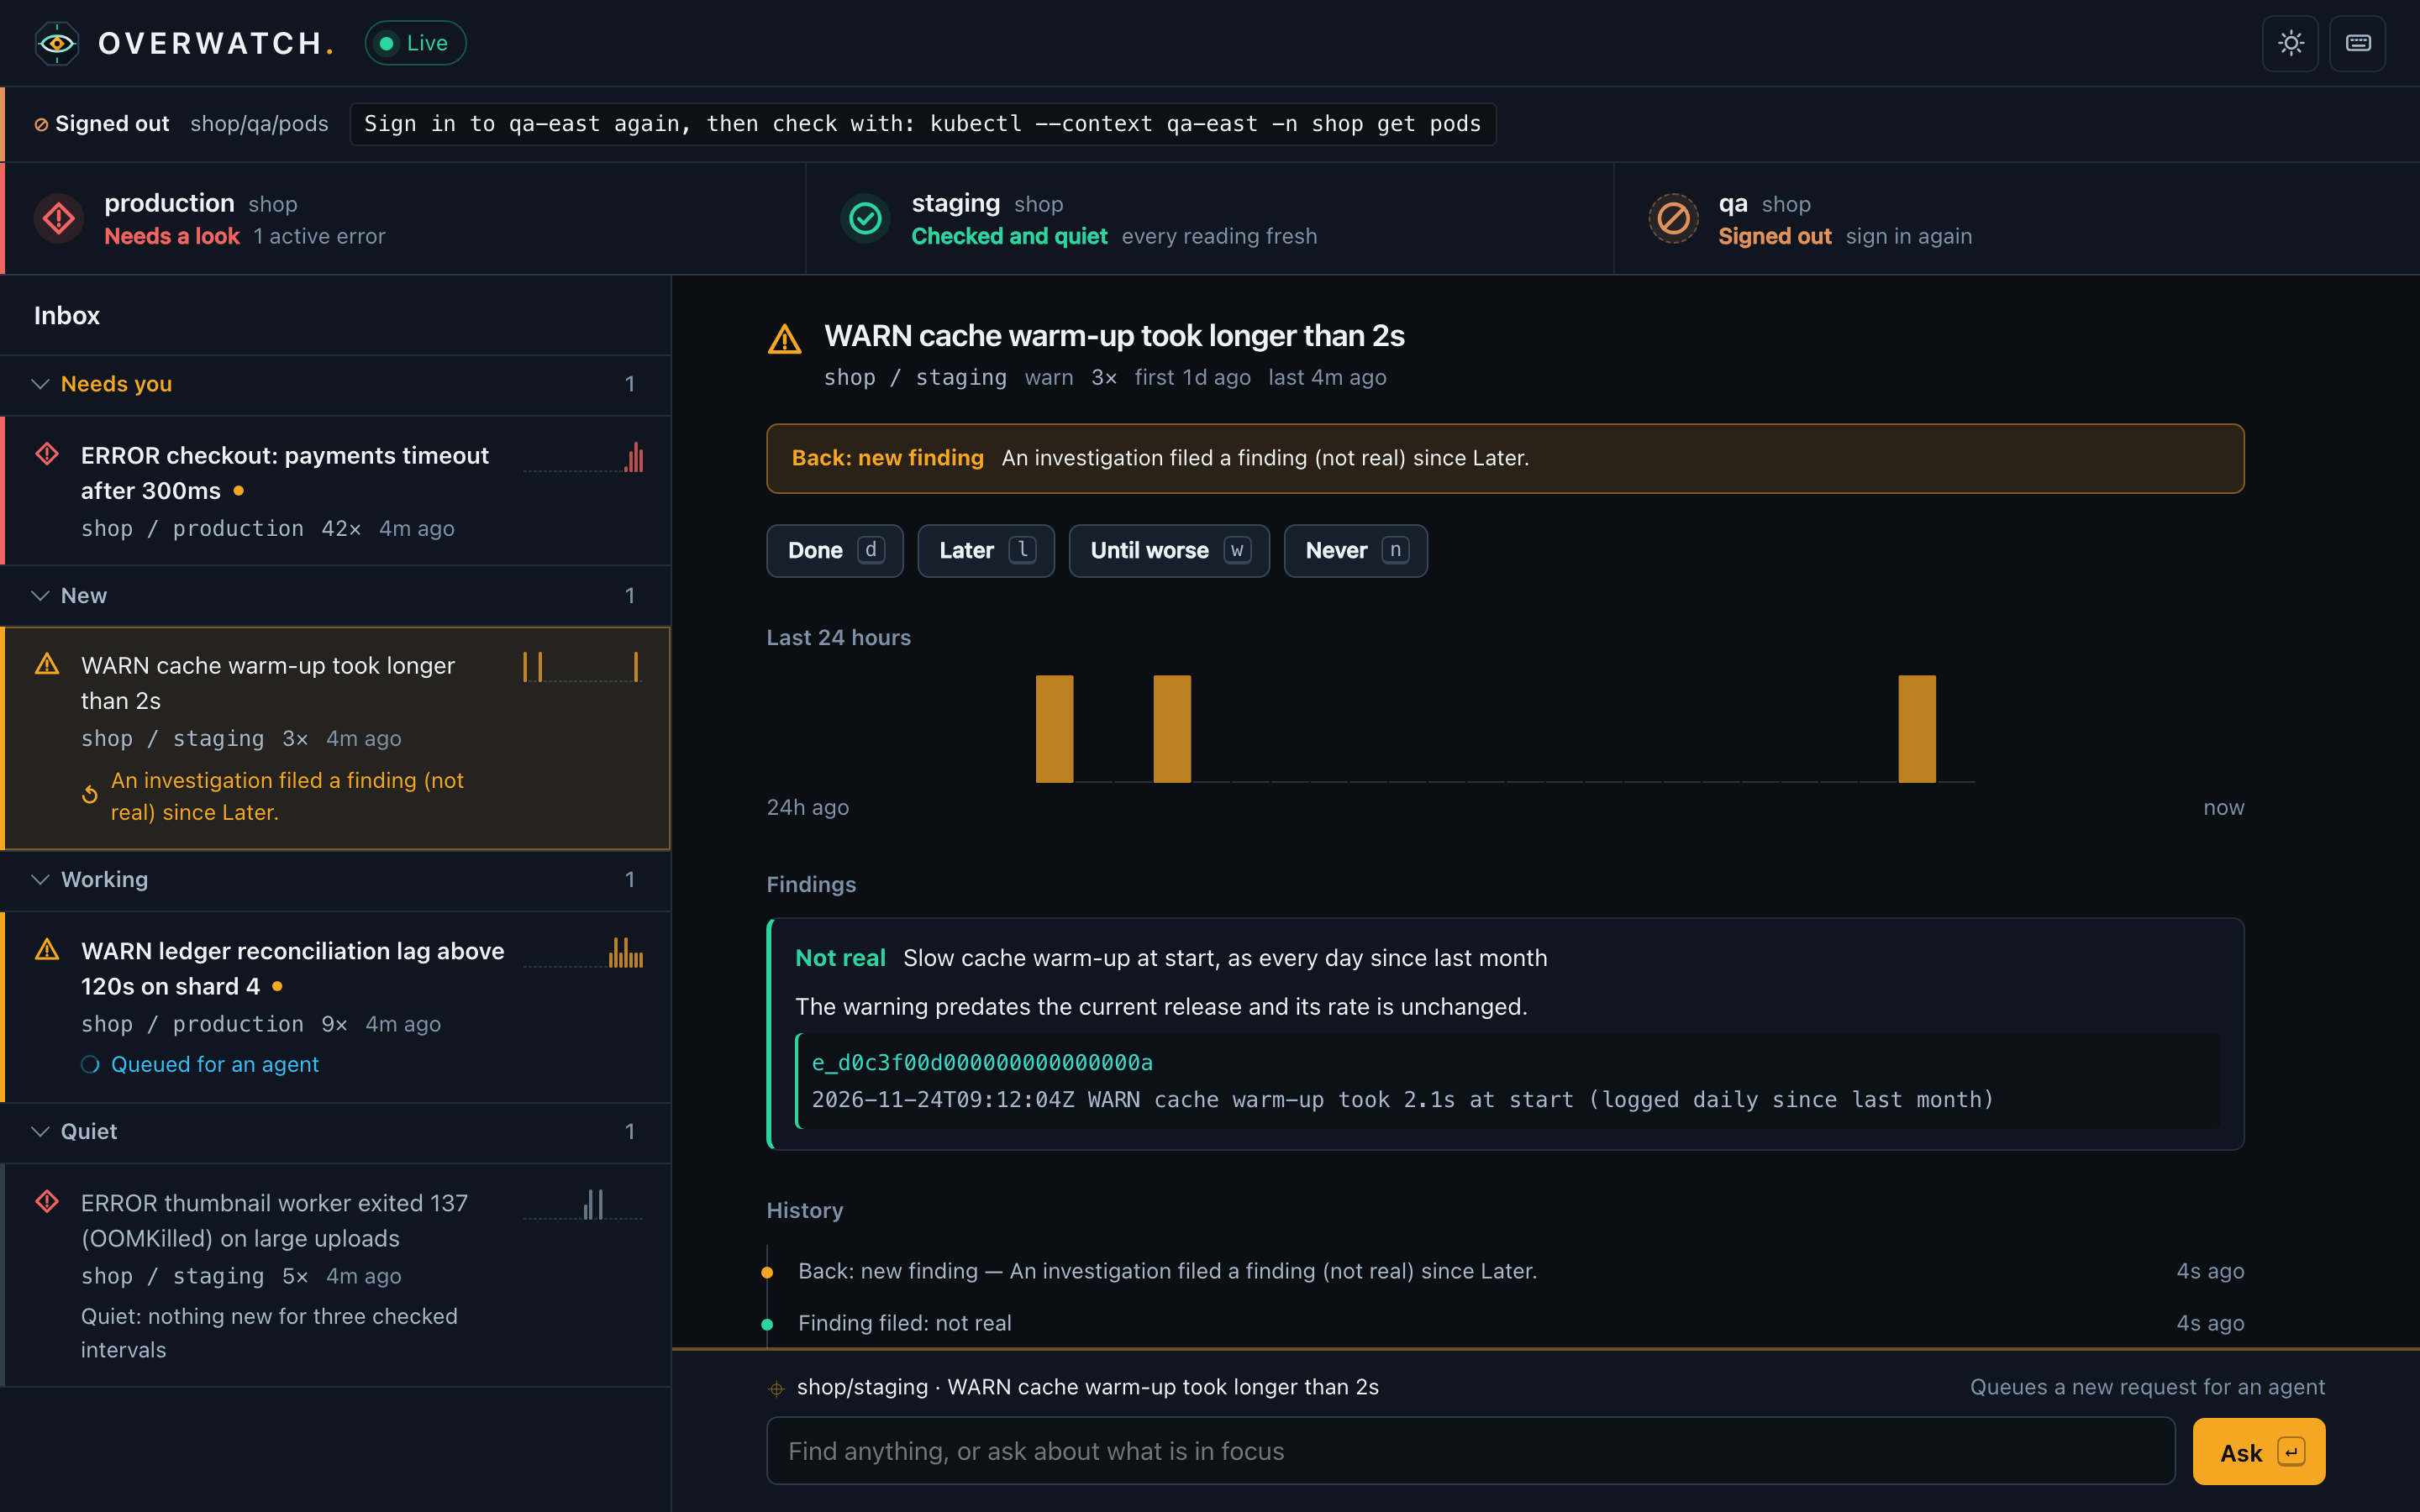 OVERWATCH.
Live
Signed out shop/qa/pods Sign in to qa-east again, then check with: kubectl --context qa-east -n shop get pods
production shop
Needs a look 1 active error
staging shop
Checked and quiet every reading fresh
qa shop
Signed out sign in again
Inbox
Needs you 1
ERROR checkout: payments timeout
after 300ms
shop / production 42× 4m ago
New 1
WARN cache warm-up took longer
than 2s
shop / staging 3× 4m ago
An investigation filed a finding (not
real) since Later.
Working 1
WARN ledger reconciliation lag above
120s on shard 4
shop / production 9× 4m ago
Queued for an agent
Quiet 1
ERROR thumbnail worker exited 137
(OOMKilled) on large uploads
shop / staging 5× 4m ago
Quiet: nothing new for three checked
intervals
WARN cache warm-up took longer than 2s
shop / staging warn 3× first 1d ago last 4m ago
Back: new finding An investigation filed a finding (not real) since Later.
Done d Later l Until worse w Never n
Last 24 hours
24h ago now
Findings
Not real Slow cache warm-up at start, as every day since last month
The warning predates the current release and its rate is unchanged.
e_d0c3f00d000000000000000a
2026-11-24T09:12:04Z WARN cache warm-up took 2.1s at start (logged daily since last month)
History
Back: new finding — An investigation filed a finding (not real) since Later. 4s ago
Finding filed: not real 4s ago
shop/staging · WARN cache warm-up took longer than 2s Queues a new request for an agent
Find anything, or ask about what is in focus
Ask ↵